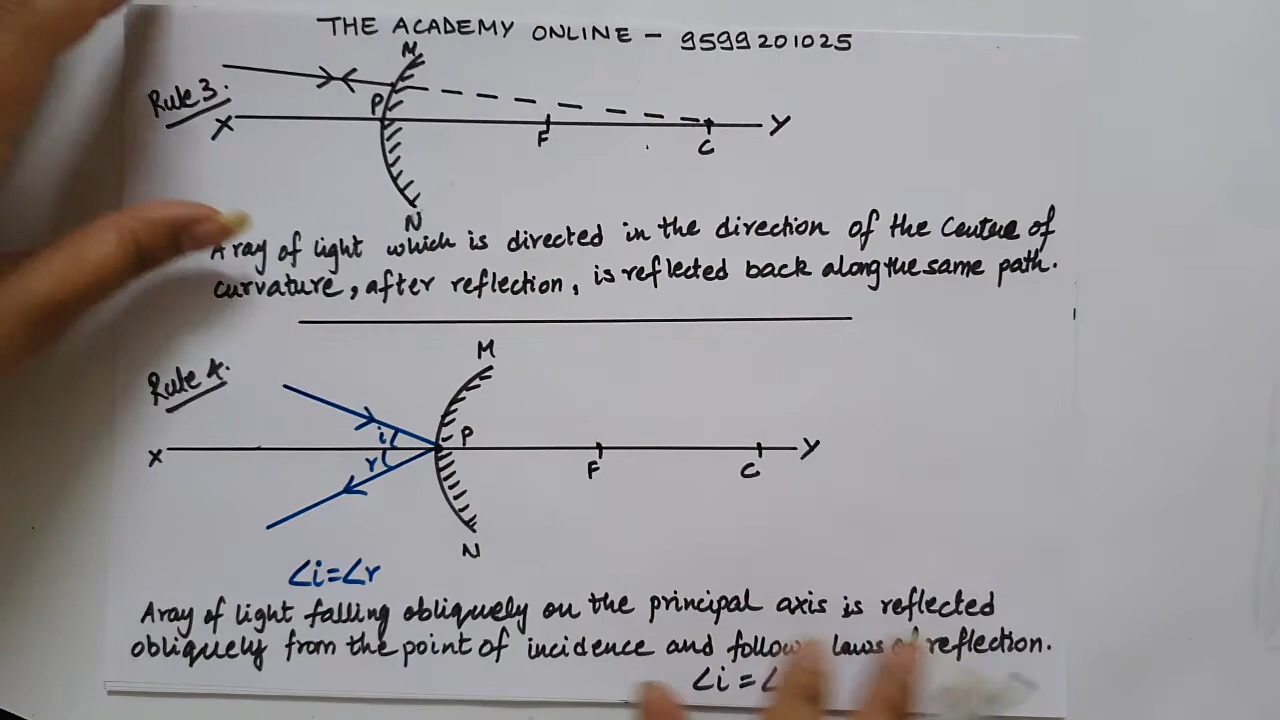 THE ACADEMY ONLINE - 9599201025
M
Rule 3.
P
X
F
C
Y
N
A ray of light which is directed in the direction of the Centre of
curvature, after reflection, is reflected back along the same path.
M
Rule 4.
i
P
X
r
F
C
Y
N
∠i=∠r
A ray of light falling obliquely on the principal axis is reflected
obliquely from the point of incidence and follow laws of reflection.
∠i = ∠